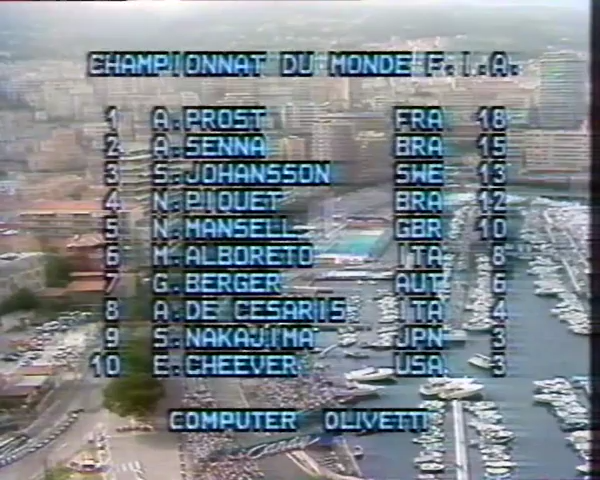 CHAMPIONNAT DU MONDE F.I.A.
1 A.PROST FRA 18
2 A.SENNA BRA 15
3 S.JOHANSSON SWE 13
4 N.PIQUET BRA 12
5 N.MANSELL GBR 10
6 M.ALBORETO ITA 8
7 G.BERGER AUT 6
8 A.DE CESARIS ITA 4
9 S.NAKAJIMA JPN 3
10 E.CHEEVER USA 3
COMPUTER OLIVETTI